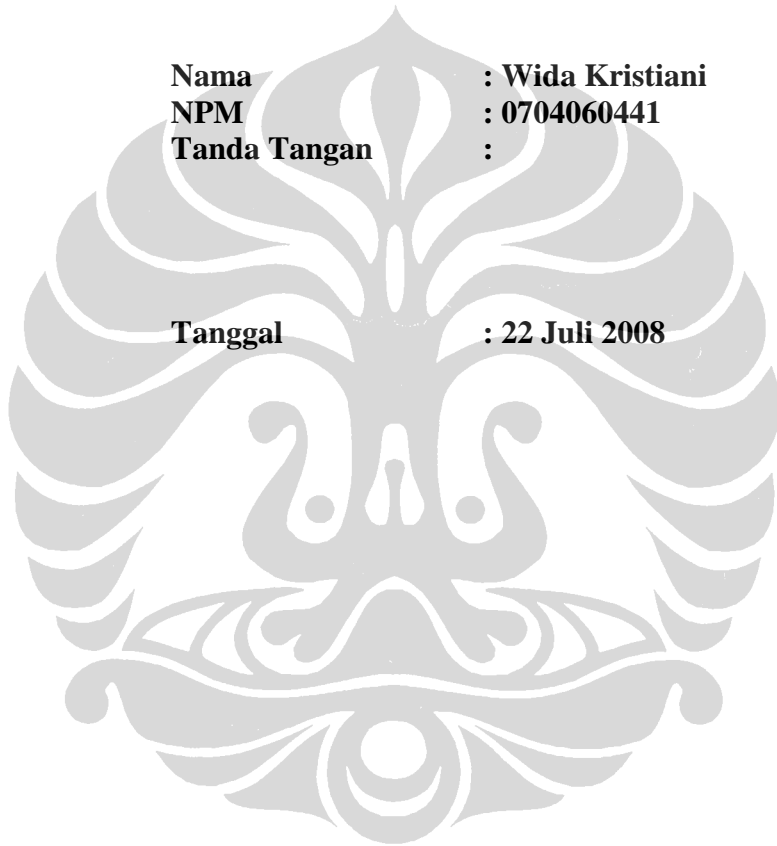 Nama : Wida Kristiani
NPM : 0704060441
Tanda Tangan :
Tanggal : 22 Juli 2008